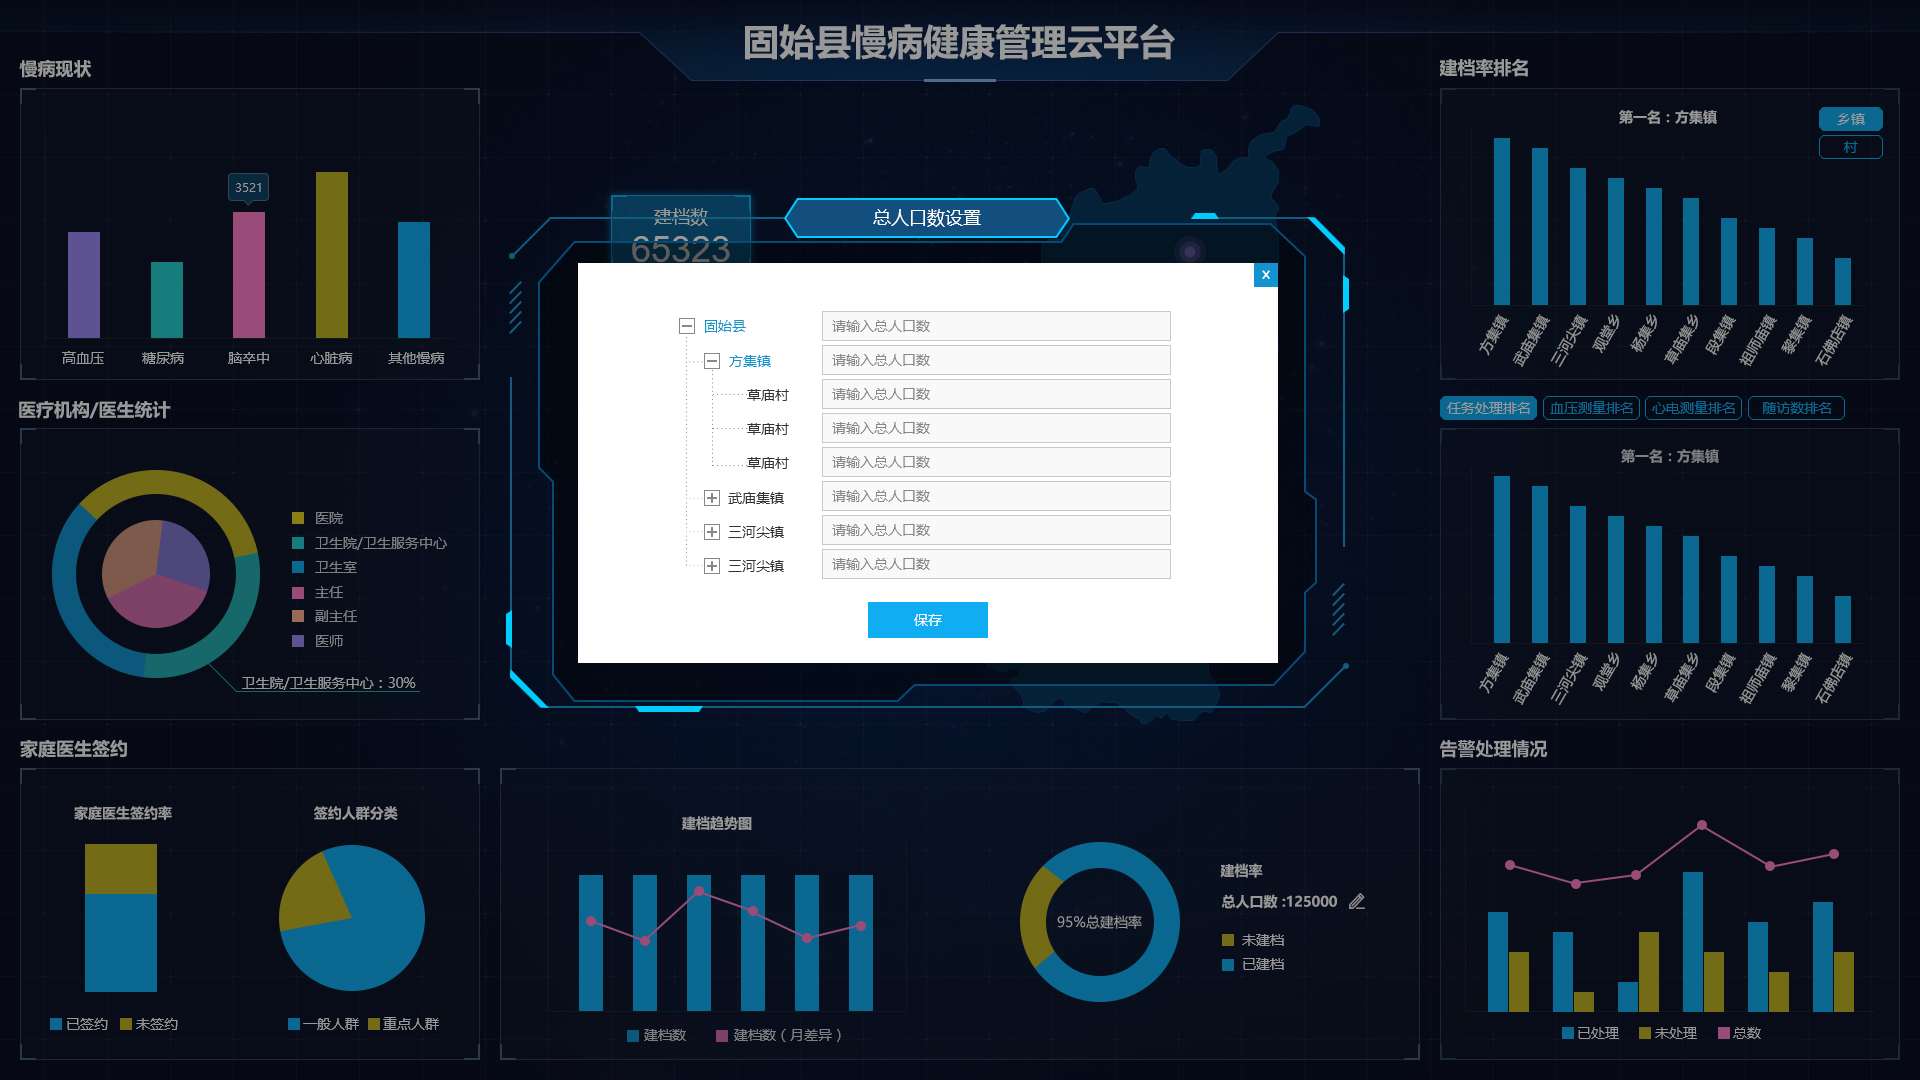 固始县慢病健康管理云平台
慢病现状
3521
高血压
糖尿病
脑卒中
心脏病
其他慢病
医疗机构/医生统计
医院
卫生院/卫生服务中心
卫生室
主任
副主任
医师
卫生院/卫生服务中心：30%
家庭医生签约
家庭医生签约率
签约人群分类
已签约
未签约
一般人群
重点人群
建档数
65323
总人口数设置
x
固始县
请输入总人口数
方集镇
请输入总人口数
草庙村
请输入总人口数
草庙村
请输入总人口数
草庙村
请输入总人口数
武庙集镇
请输入总人口数
三河尖镇
请输入总人口数
三河尖镇
请输入总人口数
保存
建档趋势图
建档数
建档数（月差异）
95%总建档率
建档率
总人口数:125000
未建档
已建档
建档率排名
第一名：方集镇
乡镇
村
方集镇
武庙集镇
三河尖镇
观堂乡
杨集乡
草庙集乡
段集镇
祖师庙镇
黎集镇
石佛店镇
任务处理排名
血压测量排名
心电测量排名
随访数排名
第一名：方集镇
方集镇
武庙集镇
三河尖镇
观堂乡
杨集乡
草庙集乡
段集镇
祖师庙镇
黎集镇
石佛店镇
告警处理情况
已处理
未处理
总数